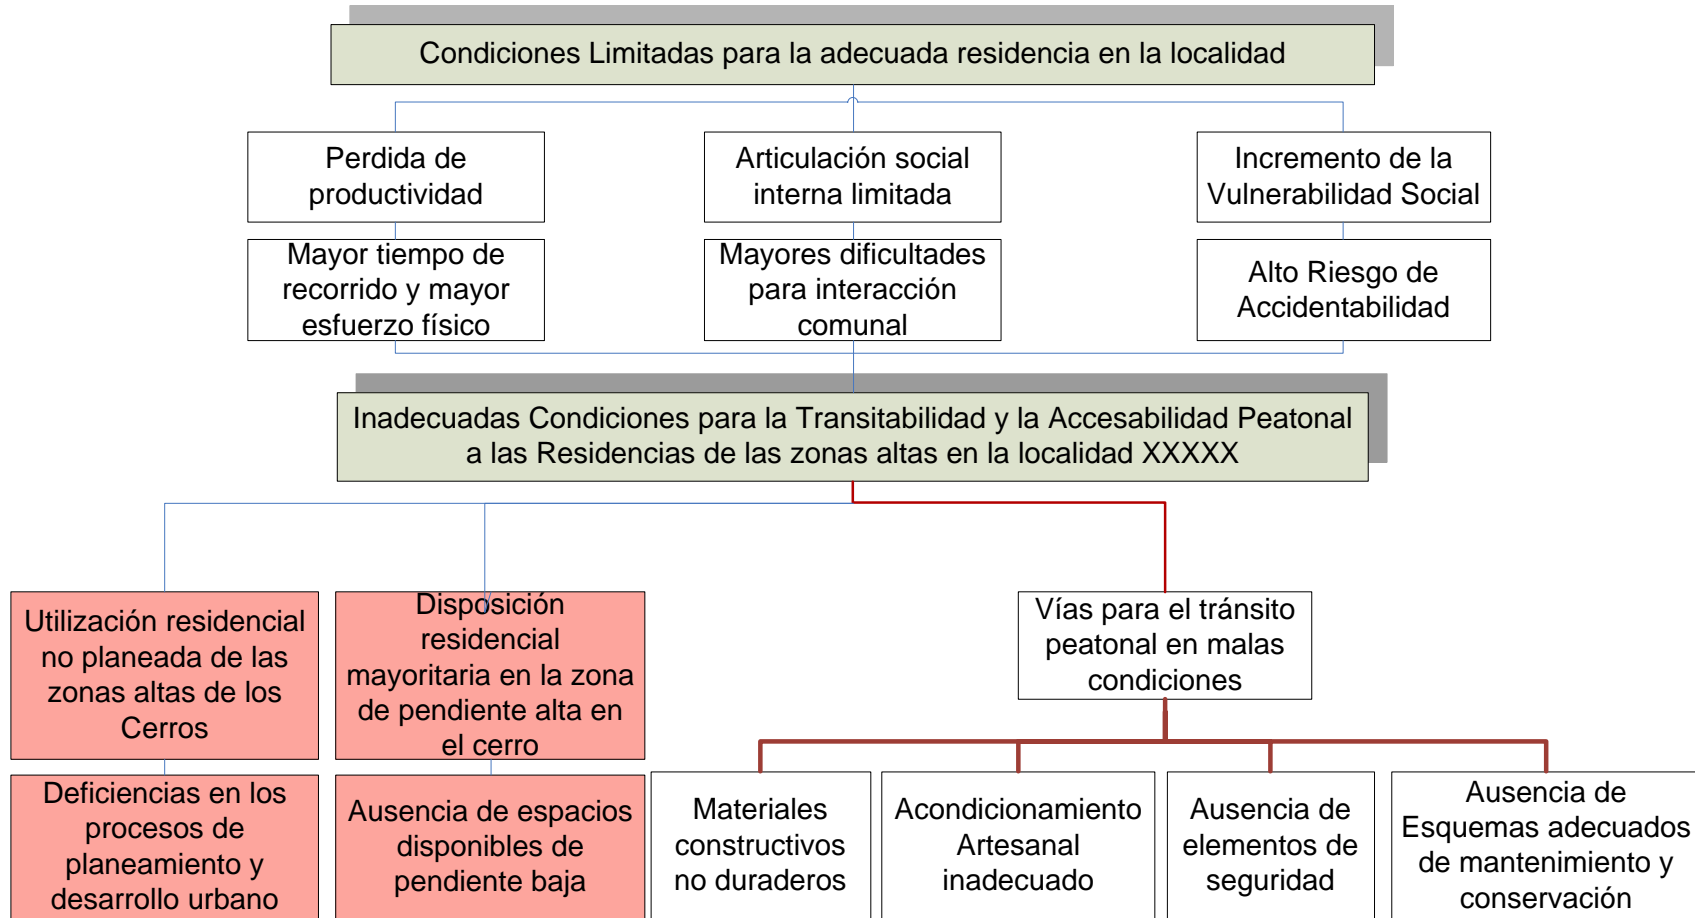 Condiciones Limitadas para la adecuada residencia en la localidad
Perdida de
productividad
Articulación social
interna limitada
Incremento de la
Vulnerabilidad Social
Mayor tiempo de
recorrido y mayor
esfuerzo físico
Mayores dificultades
para interacción
comunal
Alto Riesgo de
Accidentabilidad
Inadecuadas Condiciones para la Transitabilidad y la Accesabilidad Peatonal
a las Residencias de las zonas altas en la localidad XXXXX
Utilización residencial
no planeada de las
zonas altas de los
Cerros
Disposición
residencial
mayoritaria en la zona
de pendiente alta en
el cerro
Vías para el tránsito
peatonal en malas
condiciones
Deficiencias en los
procesos de
planeamiento y
desarrollo urbano
Ausencia de espacios
disponibles de
pendiente baja
Materiales
constructivos
no duraderos
Acondicionamiento
Artesanal
inadecuado
Ausencia de
elementos de
seguridad
Ausencia de
Esquemas adecuados
de mantenimiento y
conservación